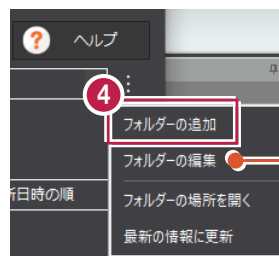 ? ヘルプ
4
フォルダーの追加
フォルダーの編集
新日時の順
フォルダーの場所を開く
最新の情報に更新